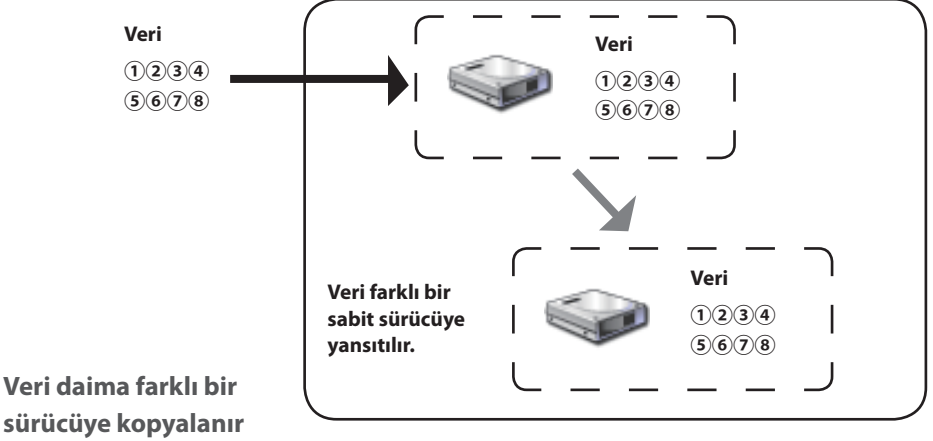 Veri
①②③④
⑤⑥⑦⑧
Veri
①②③④
⑤⑥⑦⑧
Veri farklı bir
sabit sürücüye
yansıtılır.
Veri
①②③④
⑤⑥⑦⑧
Veri daima farklı bir
sürücüye kopyalanır